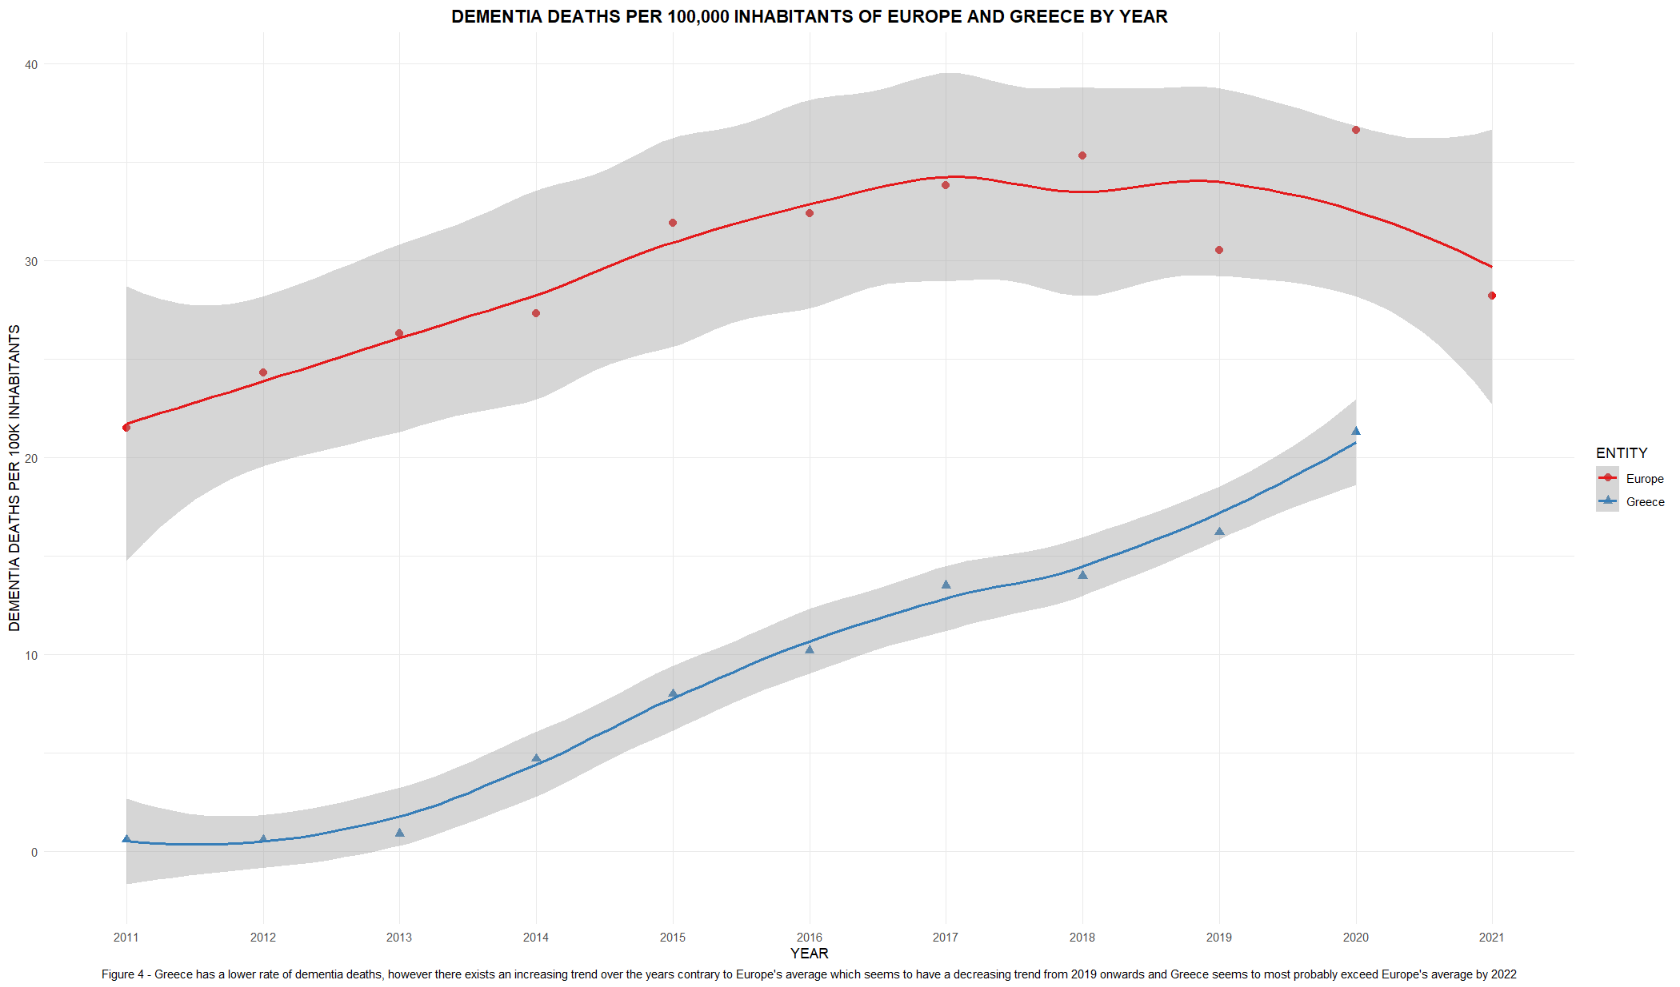 DEMENTIA DEATHS PER 100,000 INHABITANTS OF EUROPE AND GREECE BY YEAR
DEMENTIA DEATHS PER 100K INHABITANTS
40
30
20
10
0
ENTITY
Europe
Greece
2011 2012 2013 2014 2015 2016 2017 2018 2019 2020 2021
YEAR
Figure 4 - Greece has a lower rate of dementia deaths, however there exists an increasing trend over the years contrary to Europe's average which seems to have a decreasing trend from 2019 onwards and Greece seems to most probably exceed Europe's average by 2022